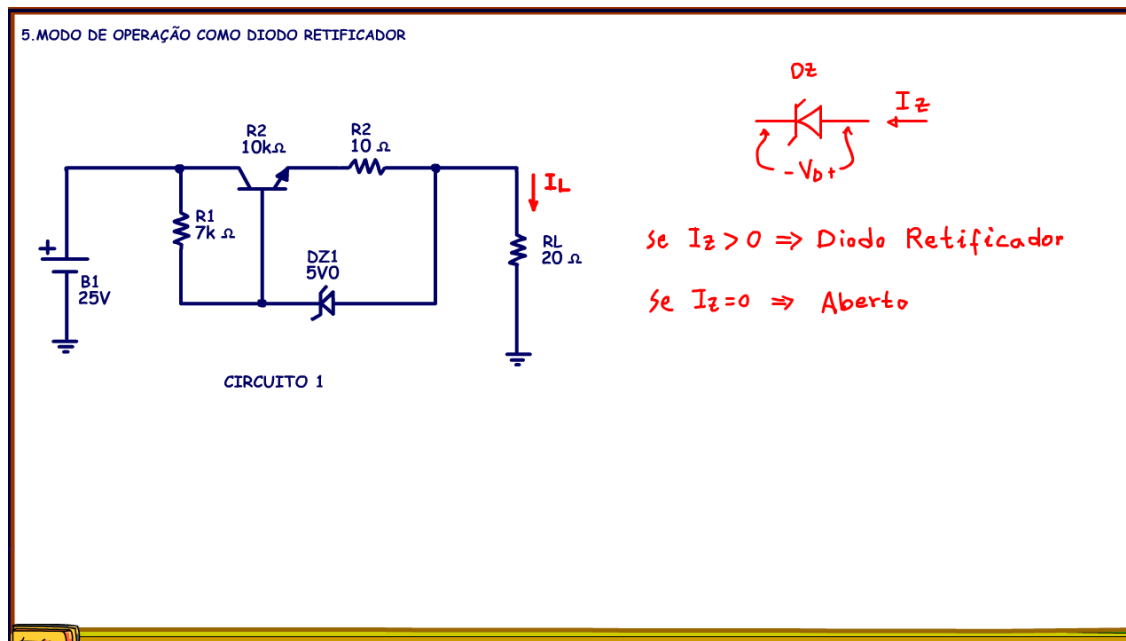 5.MODO DE OPERAÇÃO COMO DIODO RETIFICADOR
DZ
IZ
- VD +
R2
10kΩ
R2
10 Ω
IL
R1
7k Ω
RL
20 Ω
DZ1
5V0
+
B1
25V
Se IZ > 0 => Diodo Retificador
Se IZ = 0 => Aberto
CIRCUITO 1